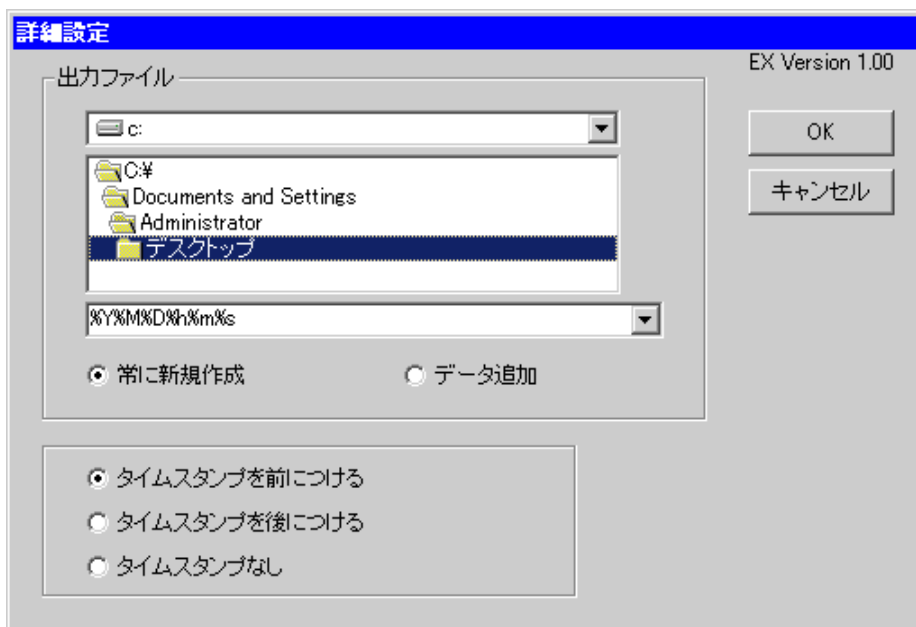 詳細設定
EX Version 1.00
出力ファイル
c:
OK
C:¥
キャンセル
Documents and Settings
Administrator
デスクトップ
%Y%M%D%h%m%s
常に新規作成
データ追加
タイムスタンプを前につける
タイムスタンプを後につける
タイムスタンプなし